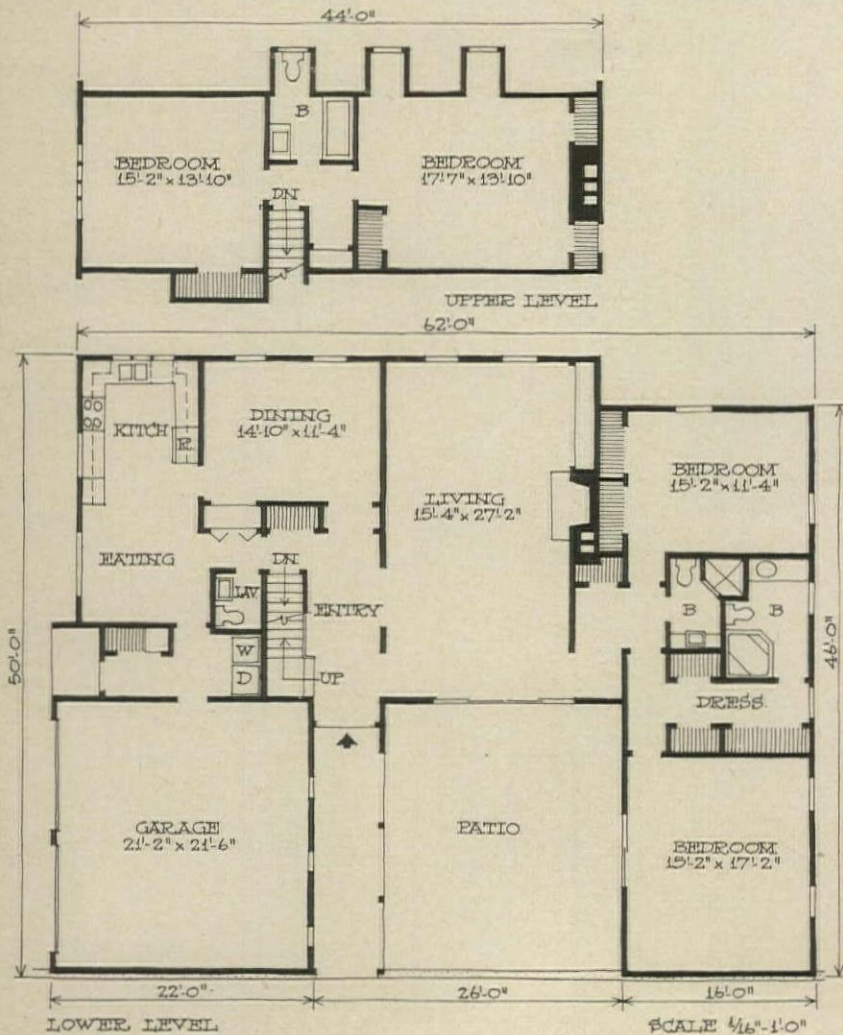 44'-0"
B
BEDROOM
15'-2" x 13'-10"
BEDROOM
17'-7" x 13'-10"
DN
UPPER LEVEL
62'-0"
KITCH
R.
DINING
14'-10" x 11'-4"
LIVING
15'-4" x 27'-2"
BEDROOM
15'-2" x 11'-4"
EATING
DN
LAV.
ENTRY
B
B
50'-0"
46'-0"
W
D
UP
DRESS.
GARAGE
21'-2" x 21'-6"
PATIO
BEDROOM
15'-2" x 17'-2"
22'-0"
26'-0"
16'-0"
LOWER LEVEL
SCALE 1/16"-1'-0"